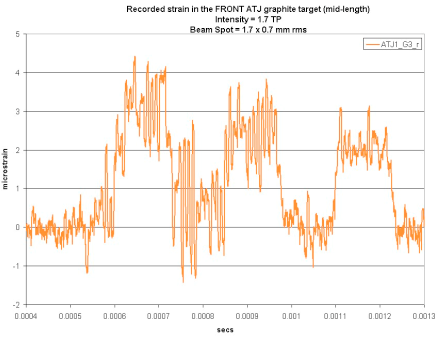 Recorded strain in the FRONT ATJ graphite target (mid-length)
Intensity = 1.7 TP
Beam Spot = 1.7 x 0.7 mm rms
ATJ1_G3_r
microstrain
5
4
3
2
1
0
-1
-2
0.0004 0.0005 0.0006 0.0007 0.0008 0.0009 0.001 0.0011 0.0012 0.0013
secs